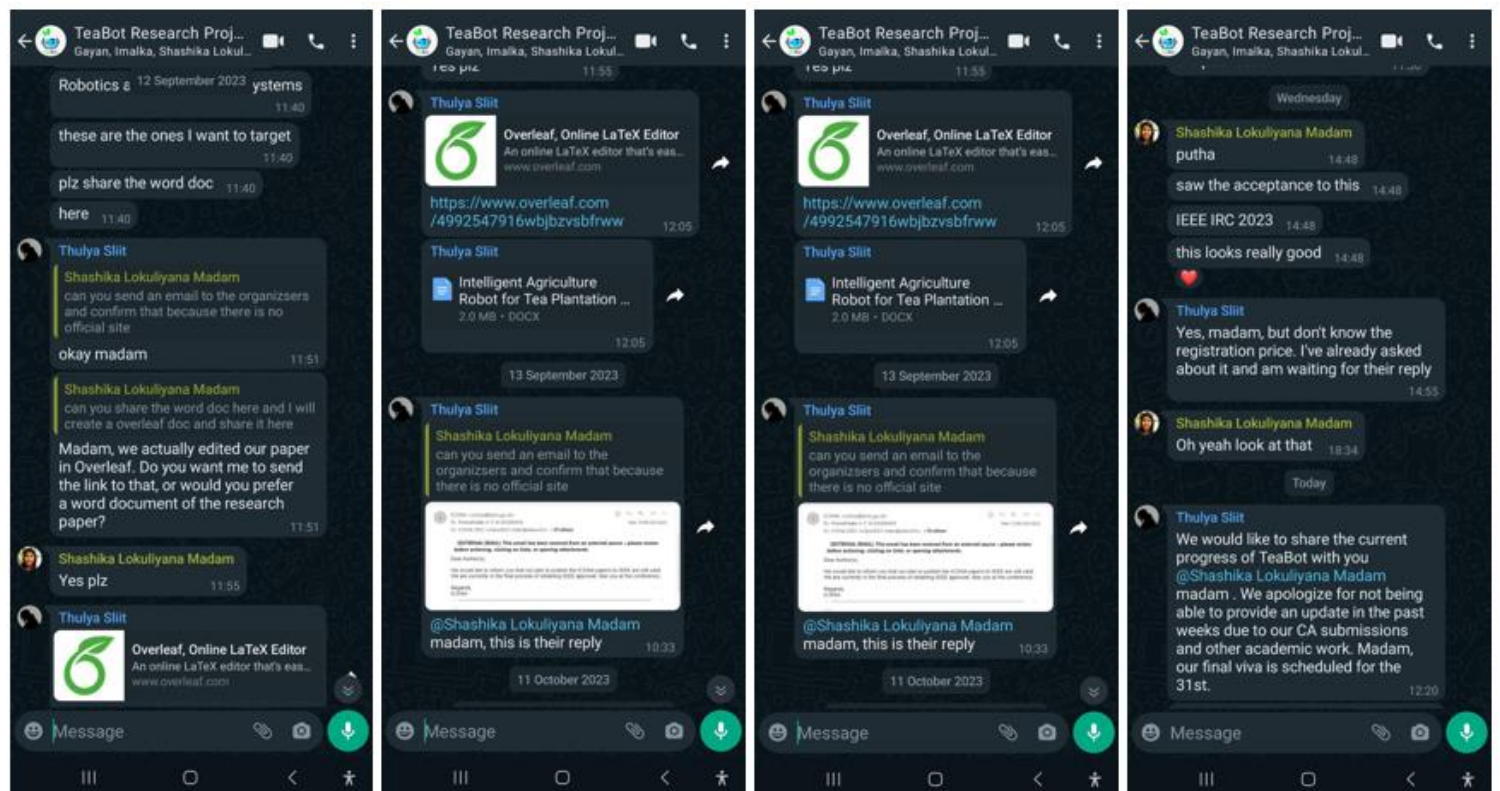 TeaBot Research Proj...
Gayan, Imalka, Shashika Lokul...
12 September 2023
Robotics a
ystems
11:40
these are the ones I want to target
11:40
plz share the word doc 11:40
here 11:40
Thulya Sliit
Shashika Lokuliyana Madam
can you send an email to the organizsers
and confirm that because there is no
official site
okay madam 11:51
Shashika Lokuliyana Madam
can you share the word doc here and I will
create a overleaf doc and share it here
Madam, we actually edited our paper
in Overleaf. Do you want me to send
the link to that, or would you prefer
a word document of the research
paper? 11:51
Shashika Lokuliyana Madam
Yes plz 11:55
Thulya Sliit
Overleaf, Online LaTeX Editor
An online LaTeX editor that's eas...
www.overleaf.com
Message
TeaBot Research Proj...
Gayan, Imalka, Shashika Lokul...
Yes plz 11:55
Thulya Sliit
Overleaf, Online LaTeX Editor
An online LaTeX editor that's eas...
www.overleaf.com
https://www.overleaf.com
/4992547916wbjbzvsbfrww 12:05
Thulya Sliit
Intelligent Agriculture
Robot for Tea Plantation ...
2.0 MB • DOCX
12:05
13 September 2023
Thulya Sliit
Shashika Lokuliyana Madam
can you send an email to the
organizsers and confirm that because
there is no official site
Dear Author(s),
Regards,
@Shashika Lokuliyana Madam
madam, this is their reply 10:33
11 October 2023
Message
TeaBot Research Proj...
Gayan, Imalka, Shashika Lokul...
Yes plz 11:55
Thulya Sliit
Overleaf, Online LaTeX Editor
An online LaTeX editor that's eas...
www.overleaf.com
https://www.overleaf.com
/4992547916wbjbzvsbfrww 12:05
Thulya Sliit
Intelligent Agriculture
Robot for Tea Plantation ...
2.0 MB • DOCX
12:05
13 September 2023
Thulya Sliit
Shashika Lokuliyana Madam
can you send an email to the
organizsers and confirm that because
there is no official site
Dear Author(s),
Regards,
@Shashika Lokuliyana Madam
madam, this is their reply 10:33
11 October 2023
Message
TeaBot Research Proj...
Gayan, Imalka, Shashika Lokul...
Wednesday
Shashika Lokuliyana Madam
putha 14:48
saw the acceptance to this 14:48
IEEE IRC 2023 14:48
this looks really good 14:48
Thulya Sliit
Yes, madam, but don't know the
registration price. I've already asked
about it and am waiting for their reply
14:55
Shashika Lokuliyana Madam
Oh yeah look at that 18:34
Today
Thulya Sliit
We would like to share the current
progress of TeaBot with you
@Shashika Lokuliyana Madam
madam . We apologize for not being
able to provide an update in the past
weeks due to our CA submissions
and other academic work. Madam,
our final viva is scheduled for the
31st. 12:20
Message